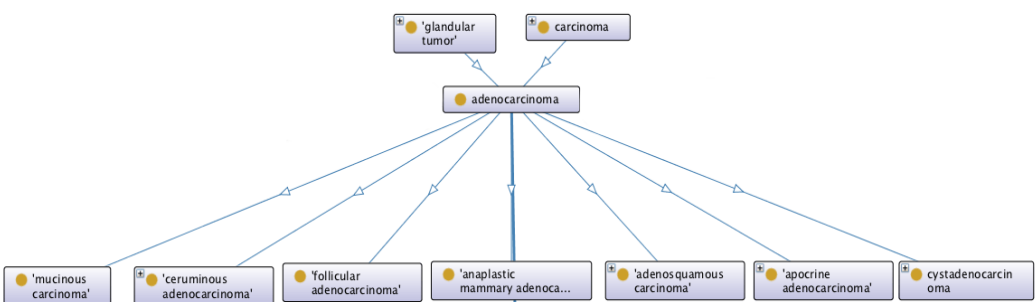 'glandular
tumor'
carcinoma
adenocarcinoma
'mucinous
carcinoma'
'ceruminous
adenocarcinoma'
'follicular
adenocarcinoma'
'anaplastic
mammary adenoca...
'adenosquamous
carcinoma'
'apocrine
adenocarcinoma'
cystadenocarcin
oma